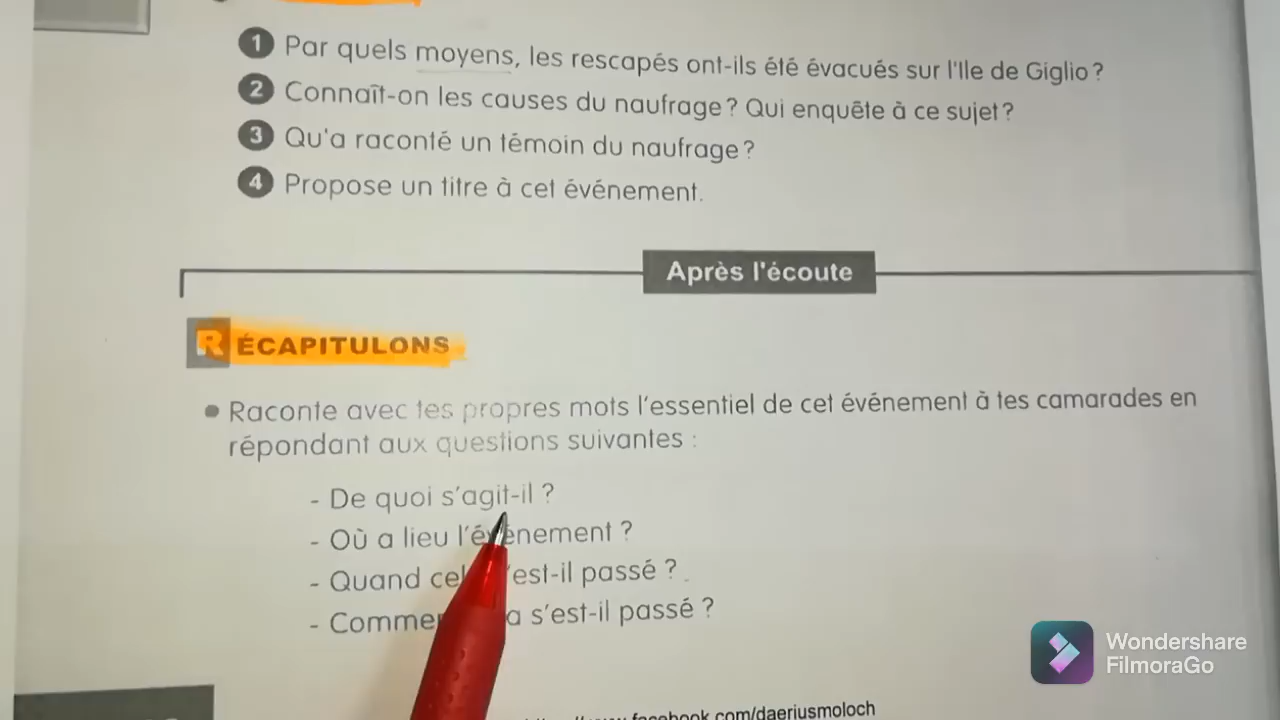 1 Par quels moyens, les rescapés ont-ils été évacués sur l'Ile de Giglio ?
2 Connaît-on les causes du naufrage ? Qui enquête à ce sujet ?
3 Qu'a raconté un témoin du naufrage ?
4 Propose un titre à cet événement.
Après l'écoute
RÉCAPITULONS
• Raconte avec tes propres mots l'essentiel de cet événement à tes camarades en
répondant aux questions suivantes :
- De quoi s'agit-il ?
- Où a lieu l'événement ?
- Quand s'est-il passé ?
- s'est-il passé ?
Wondershare
FilmoraGo
facebook.com/daeriusmoloch